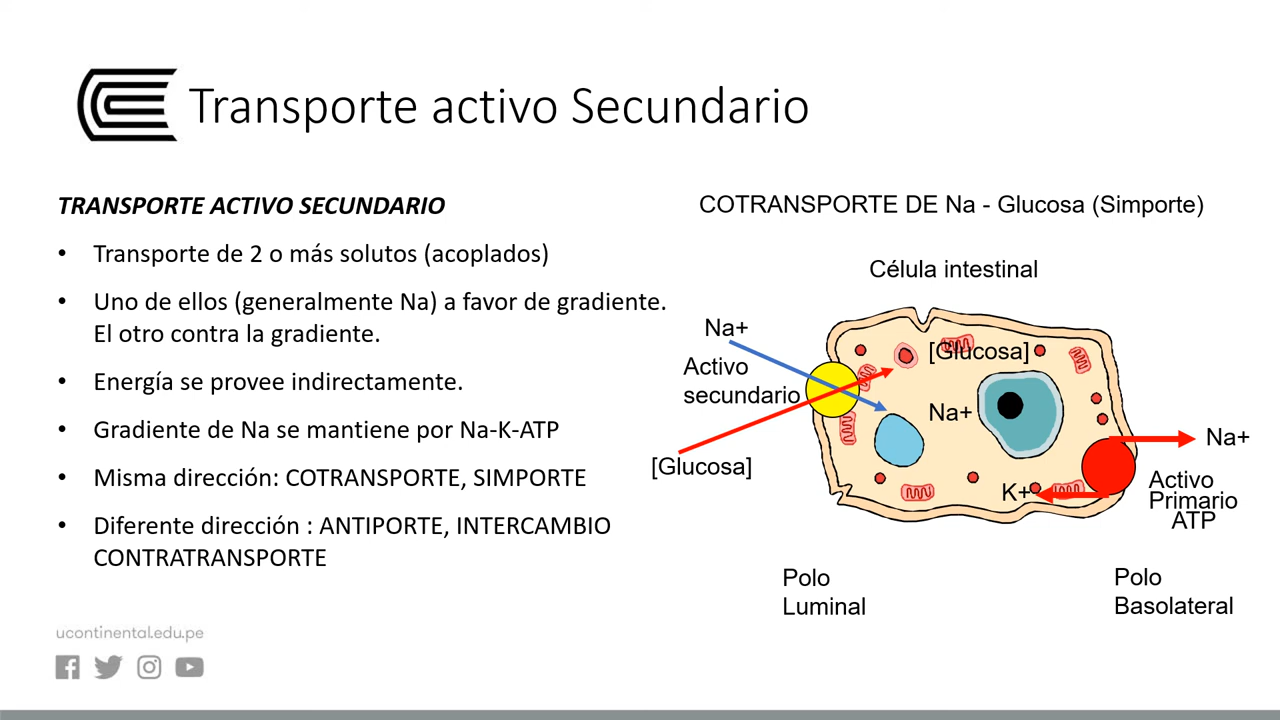 Transporte activo Secundario
TRANSPORTE ACTIVO SECUNDARIO
• Transporte de 2 o más solutos (acoplados)
• Uno de ellos (generalmente Na) a favor de gradiente.
El otro contra la gradiente.
• Energía se provee indirectamente.
• Gradiente de Na se mantiene por Na-K-ATP
• Misma dirección: COTRANSPORTE, SIMPORTE
• Diferente dirección : ANTIPORTE, INTERCAMBIO
CONTRATRANSPORTE
COTRANSPORTE DE Na - Glucosa (Simporte)
Célula intestinal
Na+
Activo
secundario
[Glucosa]
[Glucosa]
Na+
K+
Na+
Activo
Primario
ATP
Polo
Luminal
Polo
Basolateral
ucontinental.edu.pe